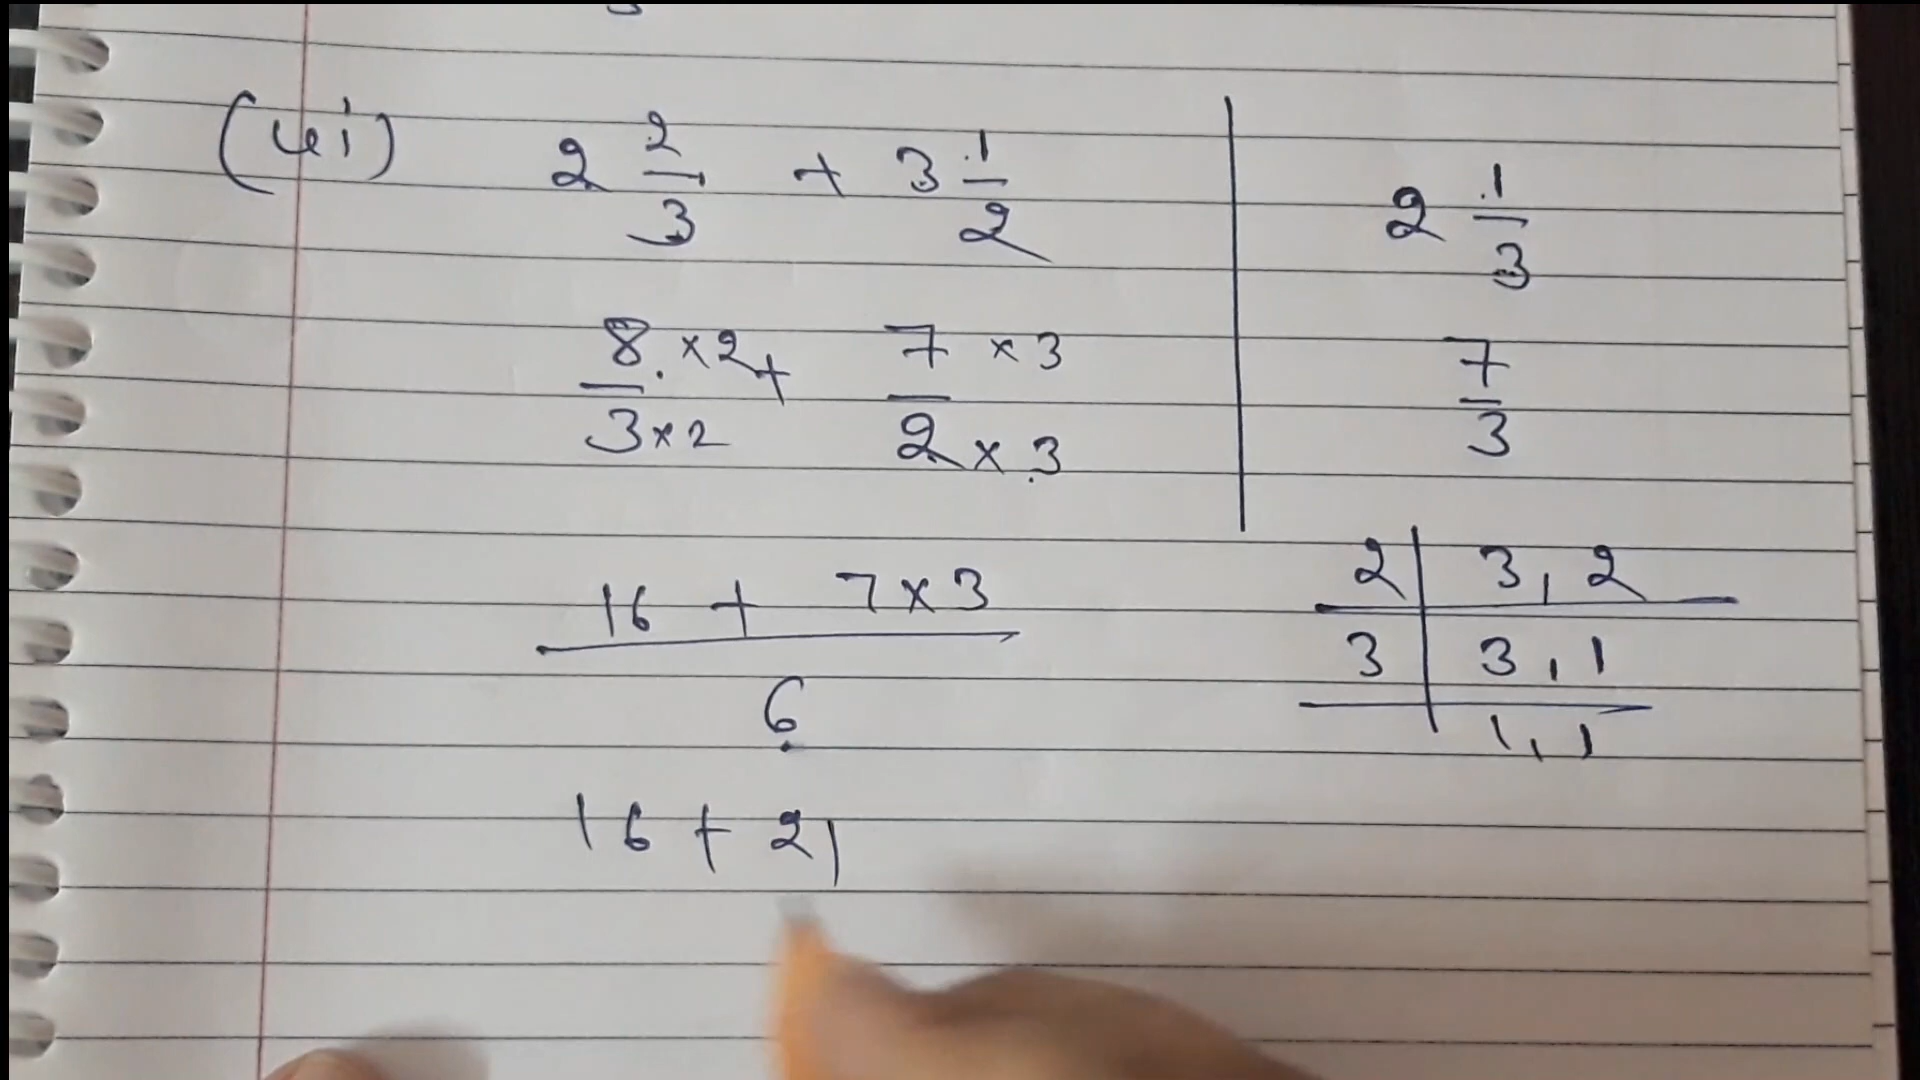 (vii) 2 2/3 + 3 1/2
8 × 2 / 3 × 2 + 7 × 3 / 2 × 3
16 + 7 × 3 / 6
16 + 21
2 1/3
7/3
2 | 3, 2
3 | 3, 1
1, 1